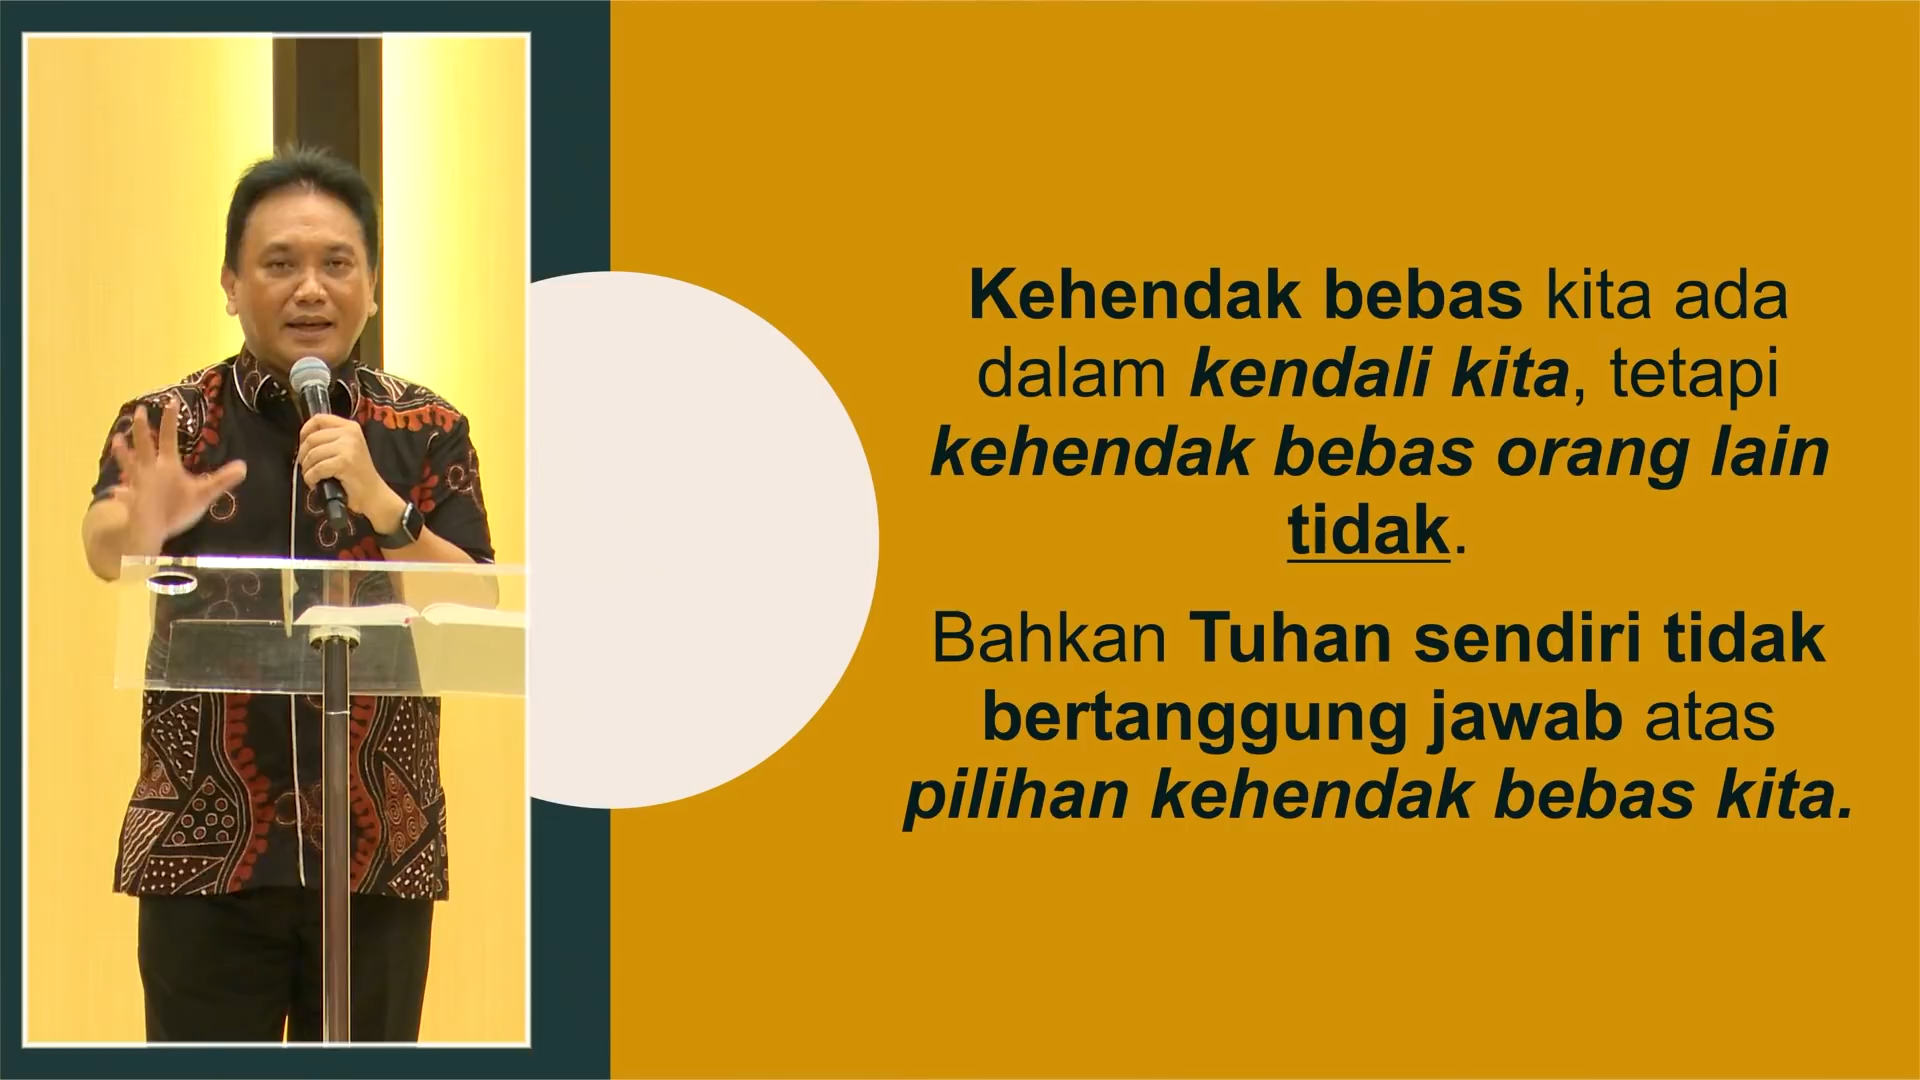 Kehendak bebas kita ada
dalam kendali kita, tetapi
kehendak bebas orang lain
tidak.
Bahkan Tuhan sendiri tidak
bertanggung jawab atas
pilihan kehendak bebas kita.